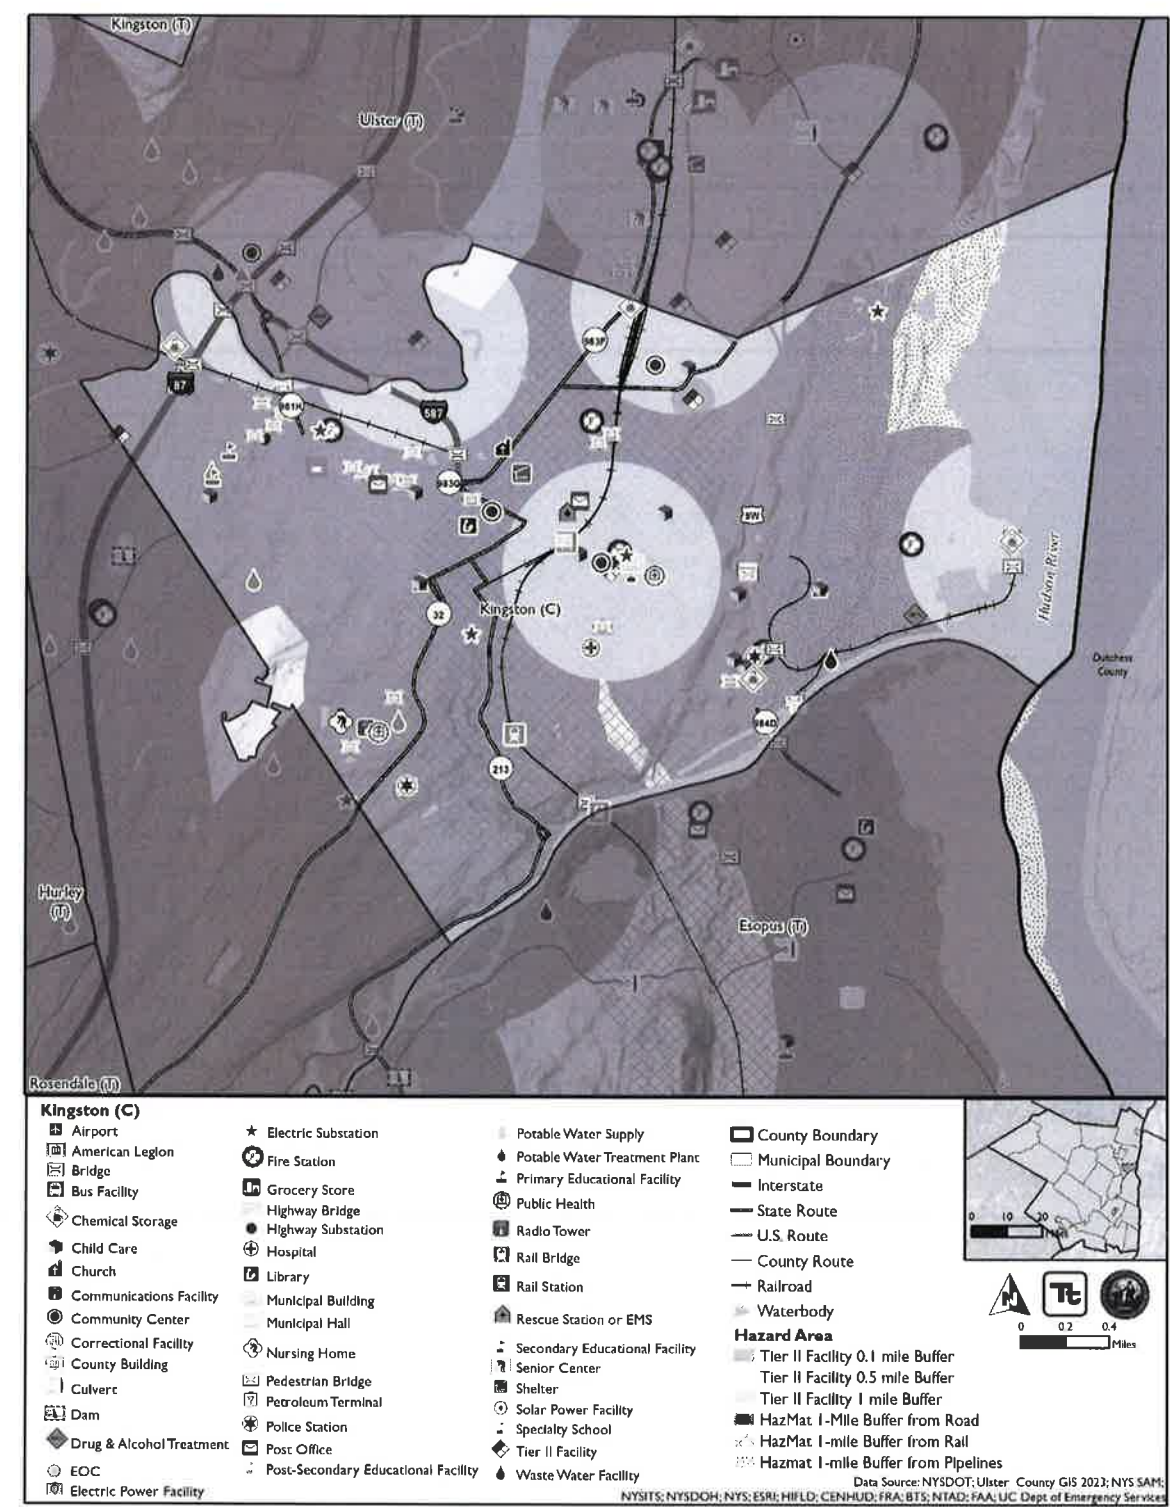 Kingston (T)
Ulster (T)
983P
87
981H
587
983Q
9W
32
Kingston (C)
Hudson River
Dutchess
County
984D
213
Hurley
(T)
Esopus (T)
Rosendale (T)
Kingston (C)
Airport
American Legion
Bridge
Bus Facility
Chemical Storage
Child Care
Church
Communications Facility
Community Center
Correctional Facility
County Building
Culvert
Dam
Drug & Alcohol Treatment
EOC
Electric Power Facility
Electric Substation
Fire Station
Grocery Store
Highway Bridge
Highway Substation
Hospital
Library
Municipal Building
Municipal Hall
Nursing Home
Pedestrian Bridge
Petroleum Terminal
Police Station
Post Office
Post-Secondary Educational Facility
Potable Water Supply
Potable Water Treatment Plant
Primary Educational Facility
Public Health
Radio Tower
Rail Bridge
Rail Station
Rescue Station or EMS
Secondary Educational Facility
Senior Center
Shelter
Solar Power Facility
Specialty School
Tier II Facility
Waste Water Facility
County Boundary
Municipal Boundary
Interstate
State Route
U.S. Route
County Route
Railroad
Waterbody
Hazard Area
Tier II Facility 0.1 mile Buffer
Tier II Facility 0.5 mile Buffer
Tier II Facility 1 mile Buffer
HazMat 1-Mile Buffer from Road
HazMat 1-mile Buffer from Rail
Hazmat 1-mile Buffer from Pipelines
0 10 20
N
Tt
0 0.2 0.4
Miles
Data Source: NYSDOT; Ulster County GIS 2023; NYS SAM;
NYSITS; NYSDOH; NYS; ESRI; HIFLD; CENHUD; FRA; BTS; NTAD; FAA; UC Dept of Emergency Services